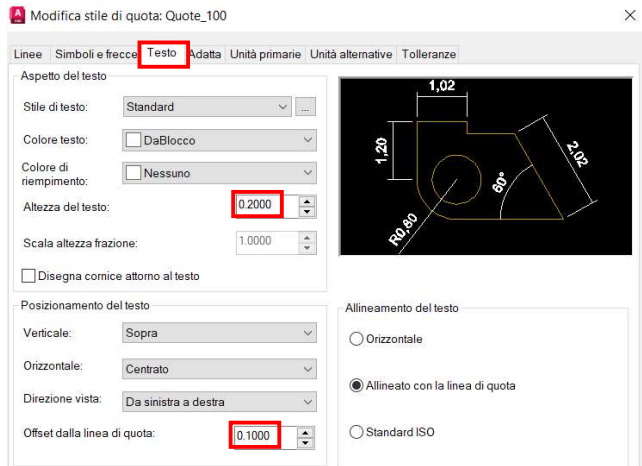 Modifica stile di quota: Quote_100
Linee Simboli e frecce Testo Adatta Unità primarie Unità alternative Tolleranze
Aspetto del testo
Stile di testo: Standard ...
Colore testo: DaBlocco
Colore di riempimento: Nessuno
Altezza del testo: 0.2000
Scala altezza frazione: 1.0000
Disegna cornice attorno al testo
1,02
1,20
2,02
60°
R0,80
Posizionamento del testo
Verticale: Sopra
Orizzontale: Centrato
Direzione vista: Da sinistra a destra
Offset dalla linea di quota: 0.1000
Allineamento del testo
Orizzontale
Allineato con la linea di quota
Standard ISO